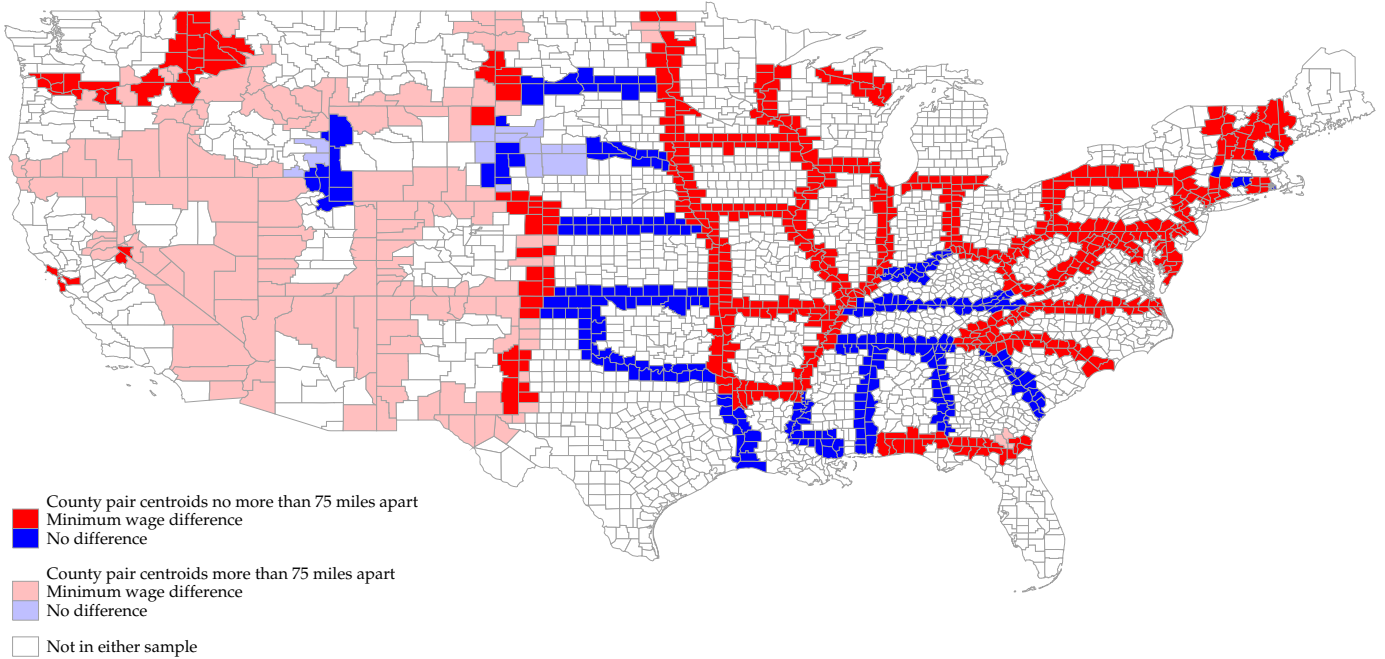 County pair centroids no more than 75 miles apart
Minimum wage difference
No difference
County pair centroids more than 75 miles apart
Minimum wage difference
No difference
Not in either sample